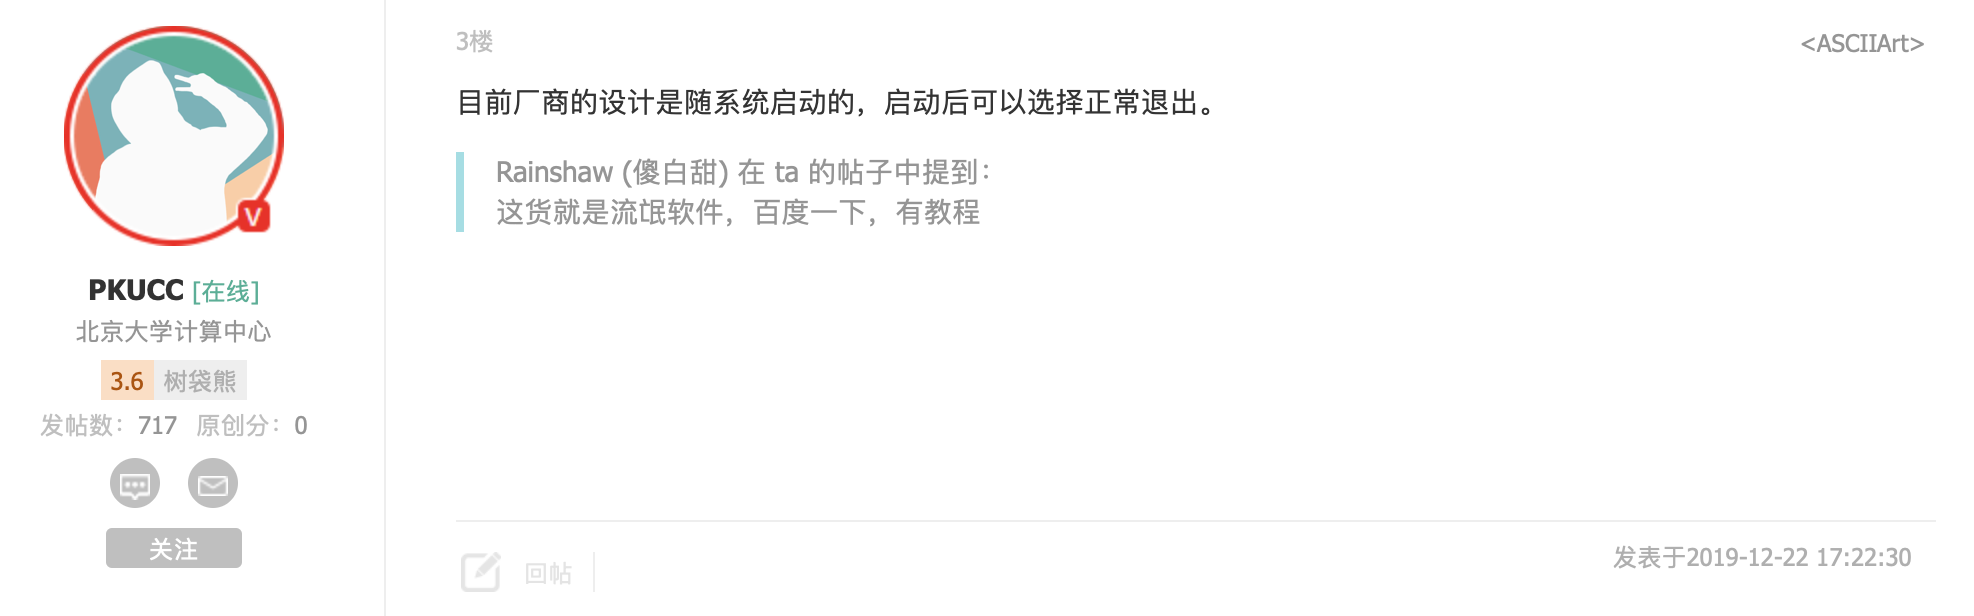 V
PKUCC [在线]
北京大学计算中心
3.6 树袋熊
发帖数：717 原创分：0
关注
3楼
<ASCIIArt>
目前厂商的设计是随系统启动的，启动后可以选择正常退出。
Rainshaw (傻白甜) 在 ta 的帖子中提到：
这货就是流氓软件，百度一下，有教程
回帖
发表于2019-12-22 17:22:30